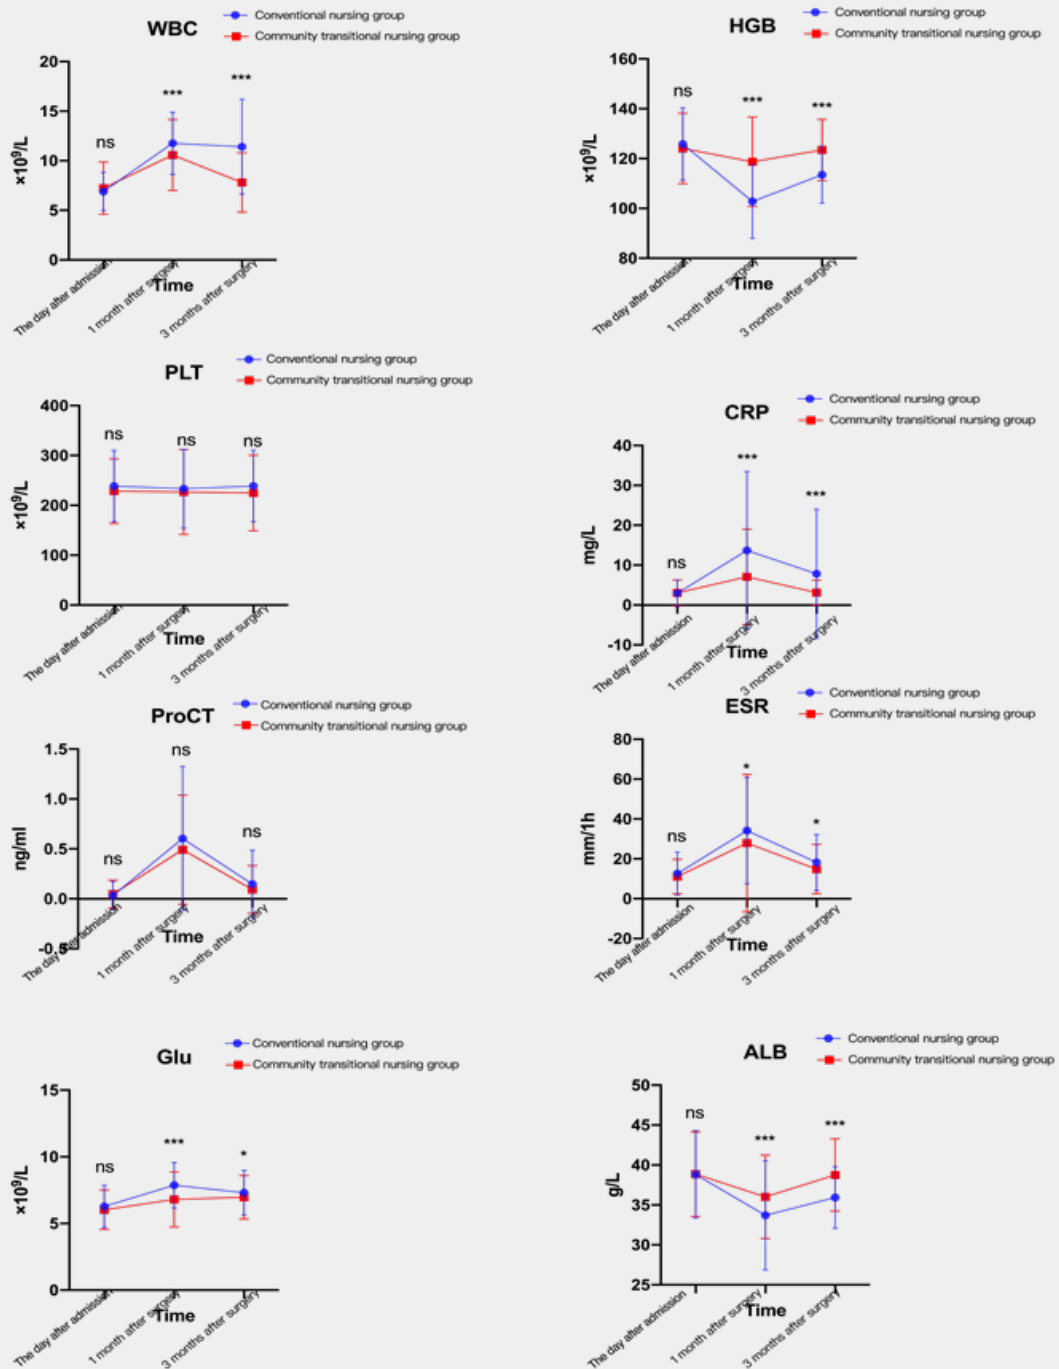 WBC
Conventional nursing group
Community transitional nursing group
×10⁹/L
20
15
10
5
0
ns
***
***
The day after admission
1 month after surgery
3 months after surgery
Time
HGB
Conventional nursing group
Community transitional nursing group
×10⁹/L
160
140
120
100
80
ns
***
***
The day after admission
1 month after surgery
3 months after surgery
Time
PLT
Conventional nursing group
Community transitional nursing group
×10⁹/L
400
300
200
100
0
ns
ns
ns
The day after admission
1 month after surgery
3 months after surgery
Time
CRP
Conventional nursing group
Community transitional nursing group
mg/L
40
30
20
10
0
-10
ns
***
***
The day after admission
1 month after surgery
3 months after surgery
Time
ProCT
Conventional nursing group
Community transitional nursing group
ng/ml
1.5
1.0
0.5
0.0
-0.5
ns
ns
ns
The day after admission
1 month after surgery
3 months after surgery
Time
ESR
Conventional nursing group
Community transitional nursing group
mm/1h
80
60
40
20
0
-20
ns
*
*
The day after admission
1 month after surgery
3 months after surgery
Time
Glu
Conventional nursing group
Community transitional nursing group
×10⁹/L
15
10
5
0
ns
***
*
The day after admission
1 month after surgery
3 months after surgery
Time
ALB
Conventional nursing group
Community transitional nursing group
g/L
50
45
40
35
30
25
ns
***
***
The day after admission
1 month after surgery
3 months after surgery
Time